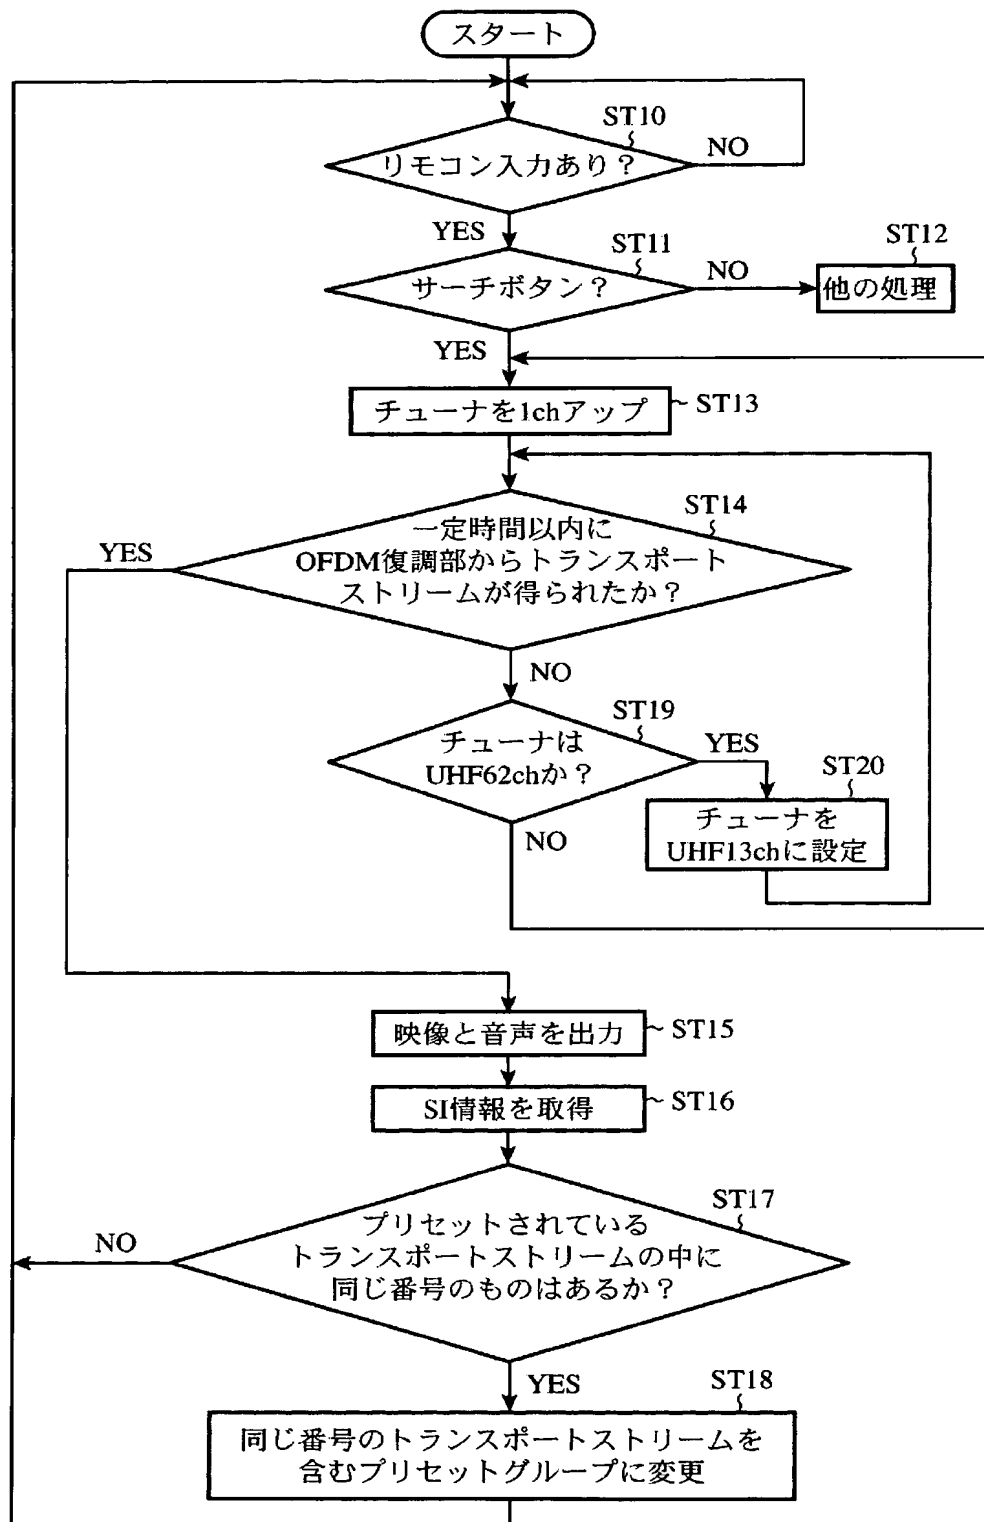 スタート
ST10
リモコン入力あり？
NO
YES
ST11
サーチボタン？
NO
ST12
他の処理
YES
チューナを1chアップ
ST13
ST14
一定時間以内に
OFDM復調部からトランスポート
ストリームが得られたか？
YES
NO
ST19
チューナは
UHF62chか？
YES
ST20
チューナを
UHF13chに設定
NO
映像と音声を出力
ST15
SI情報を取得
ST16
ST17
プリセットされている
トランスポートストリームの中に
同じ番号のものはあるか？
NO
YES
ST18
同じ番号のトランスポートストリームを
含むプリセットグループに変更